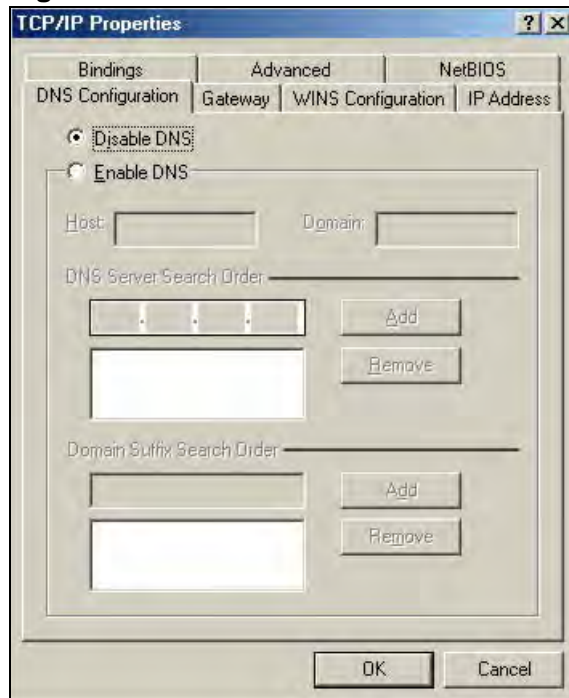 TCP/IP Properties
Bindings Advanced NetBIOS
DNS Configuration Gateway WINS Configuration IP Address
Disable DNS
Enable DNS
Host: Domain:
DNS Server Search Order
. . .
Add
Remove
Domain Suffix Search Order
Add
Remove
OK Cancel